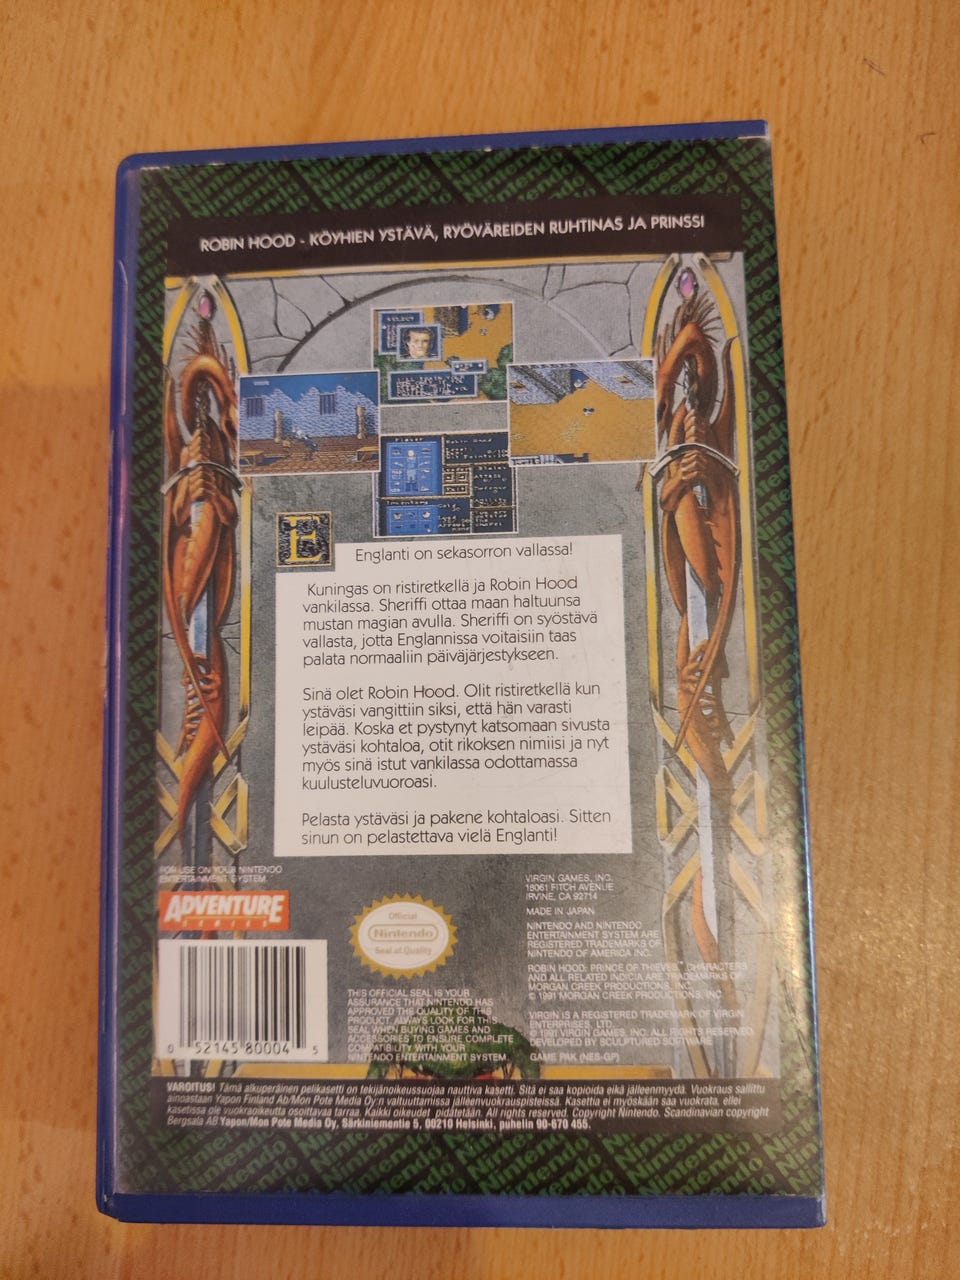 ROBIN HOOD - KÖYHIEN YSTÄVÄ, RYÖVÄREIDEN RUHTINAS JA PRINSSI
Player
Robin Hood
Englanti on sekasorron vallassa!
Kuningas on ristiretkellä ja Robin Hood
vankilassa. Sheriffi ottaa maan haltuunsa
mustan magian avulla. Sheriffi on syöstävä
vallasta, jotta Englannissa voitaisiin taas
palata normaaliin päiväjärjestykseen.
Sinä olet Robin Hood. Olit ristiretkellä kun
ystäväsi vangittiin siksi, että hän varasti
leipää. Koska et pystynyt katsomaan sivusta
ystäväsi kohtaloa, otit rikoksen nimiisi ja nyt
myös sinä istut vankilassa odottamassa
kuulusteluvuoroasi.
Pelasta ystäväsi ja pakene kohtaloasi. Sitten
sinun on pelastettava vielä Englanti!
FOR USE ON YOUR NINTENDO
ENTERTAINMENT SYSTEM
ADVENTURE
SERIES
0 52145 80004 5
Official
Nintendo
Seal of Quality
THIS OFFICIAL SEAL IS YOUR
ASSURANCE THAT NINTENDO HAS
APPROVED THE QUALITY OF THIS
PRODUCT. ALWAYS LOOK FOR THIS
SEAL WHEN BUYING GAMES AND
ACCESSORIES TO ENSURE COMPLETE
COMPATIBILITY WITH YOUR
NINTENDO ENTERTAINMENT SYSTEM.
VIRGIN GAMES, INC.
18061 FITCH AVENUE
IRVINE, CA 92714
MADE IN JAPAN
NINTENDO AND NINTENDO
ENTERTAINMENT SYSTEM ARE
REGISTERED TRADEMARKS OF
NINTENDO OF AMERICA INC.
ROBIN HOOD: PRINCE OF THIEVES™ CHARACTERS
AND ALL RELATED INDICIA ARE TRADEMARKS OF
MORGAN CREEK PRODUCTIONS, INC.
© 1991 MORGAN CREEK PRODUCTIONS, INC.
VIRGIN IS A REGISTERED TRADEMARK OF VIRGIN
ENTERPRISES, LTD.
© 1991 VIRGIN GAMES, INC. ALL RIGHTS RESERVED.
DEVELOPED BY SCULPTURED SOFTWARE
GAME PAK (NES-GP)
VAROITUS! Tämä alkuperäinen pelikasetti on tekijänoikeussuojaa nauttiva kasetti. Sitä ei saa kopioida eikä jälleenmyydä. Vuokraus sallittu
ainoastaan Yapon Finland Ab/Mon Pote Media Oy:n valtuuttamissa jälleenvuokrauspisteissä. Kasettia ei myöskään saa vuokrata, ellei
kasetissa ole vuokraoikeutta osoittavaa tarraa. Kaikki oikeudet pidätetään. All rights reserved. Copyright Nintendo. Scandinavian copyright
Bergsala AB Yapon/Mon Pote Media Oy, Särkiniementie 5, 00210 Helsinki, puhelin 90-670 455.